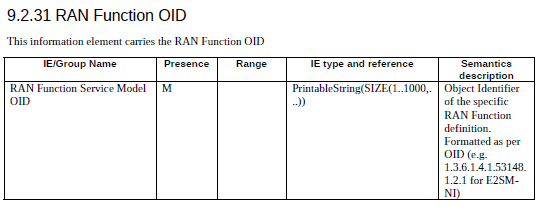 9.2.31 RAN Function OID
This information element carries the RAN Function OID
IE/Group Name Presence Range IE type and reference Semantics description
RAN Function Service Model OID
M
PrintableString(SIZE(1..1000,...))
Object Identifier
of the specific
RAN Function
definition.
Formatted as per
OID (e.g.
1.3.6.1.4.1.53148.
1.2.1 for E2SM-
NI)